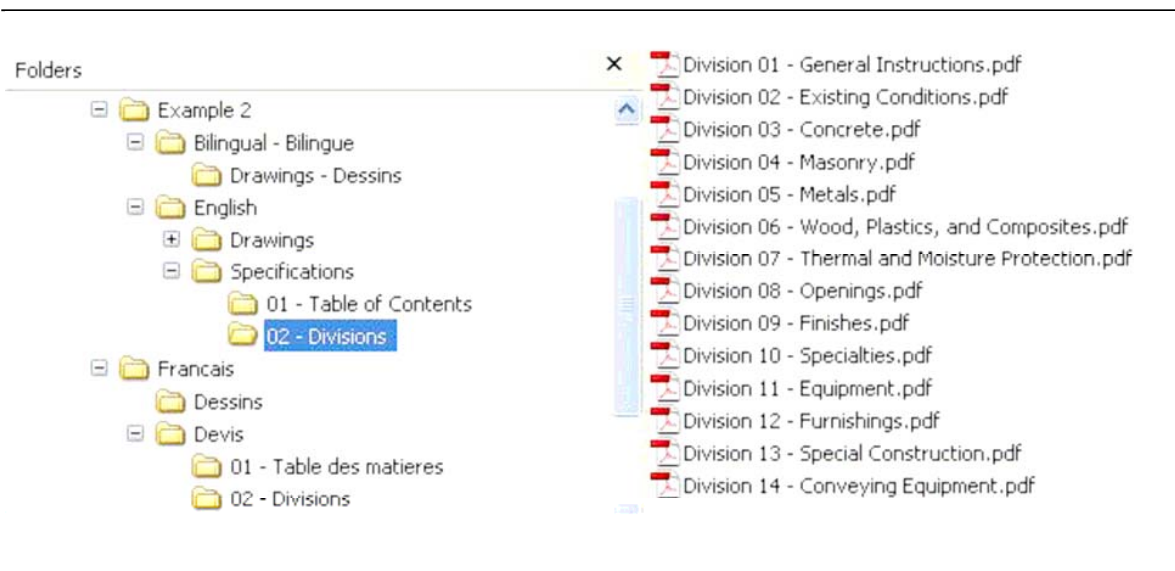 Folders
Example 2
Bilingual - Bilingue
Drawings - Dessins
English
Drawings
Specifications
01 - Table of Contents
02 - Divisions
Francais
Dessins
Devis
01 - Table des matieres
02 - Divisions
Division 01 - General Instructions.pdf
Division 02 - Existing Conditions.pdf
Division 03 - Concrete.pdf
Division 04 - Masonry.pdf
Division 05 - Metals.pdf
Division 06 - Wood, Plastics, and Composites.pdf
Division 07 - Thermal and Moisture Protection.pdf
Division 08 - Openings.pdf
Division 09 - Finishes.pdf
Division 10 - Specialties.pdf
Division 11 - Equipment.pdf
Division 12 - Furnishings.pdf
Division 13 - Special Construction.pdf
Division 14 - Conveying Equipment.pdf